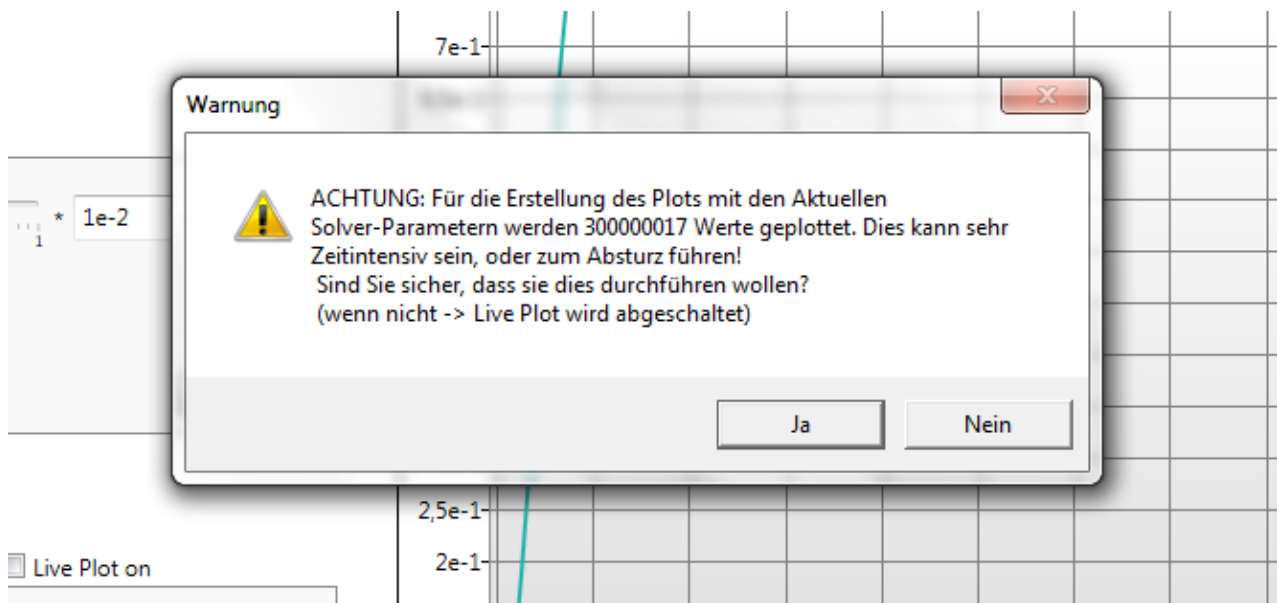 7e-1
Warnung
* 1e-2
1
ACHTUNG: Für die Erstellung des Plots mit den Aktuellen
Solver-Parametern werden 300000017 Werte geplottet. Dies kann sehr
Zeitintensiv sein, oder zum Absturz führen!
Sind Sie sicher, dass sie dies durchführen wollen?
(wenn nicht -> Live Plot wird abgeschaltet)
Ja
Nein
2,5e-1
Live Plot on
2e-1